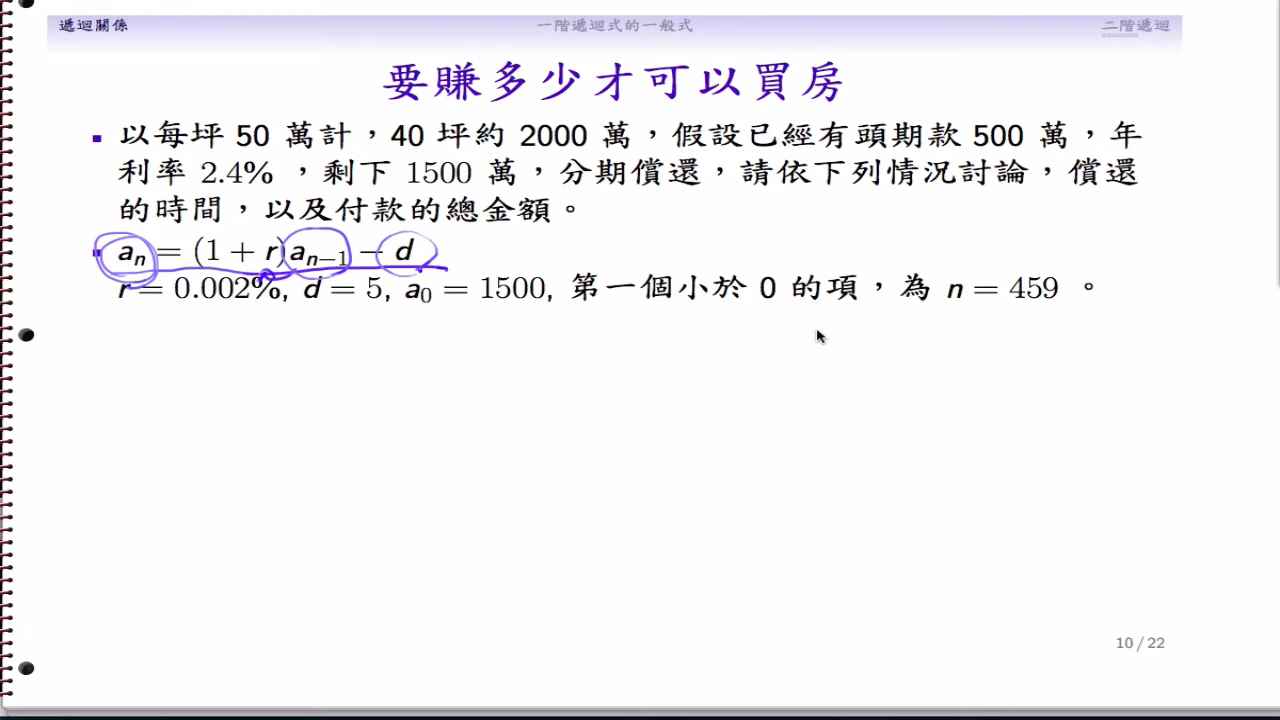 遞迴關係 一階遞迴式的一般式 二階遞迴
要賺多少才可以買房
以每坪 50 萬計，40 坪約 2000 萬，假設已經有頭期款 500 萬，年
利率 2.4% ，剩下 1500 萬，分期償還，請依下列情況討論，償還
的時間，以及付款的總金額。
aₙ = (1 + r)aₙ₋₁ − d
r = 0.002%, d = 5, a₀ = 1500, 第一個小於 0 的項，為 n = 459 。
10 / 22